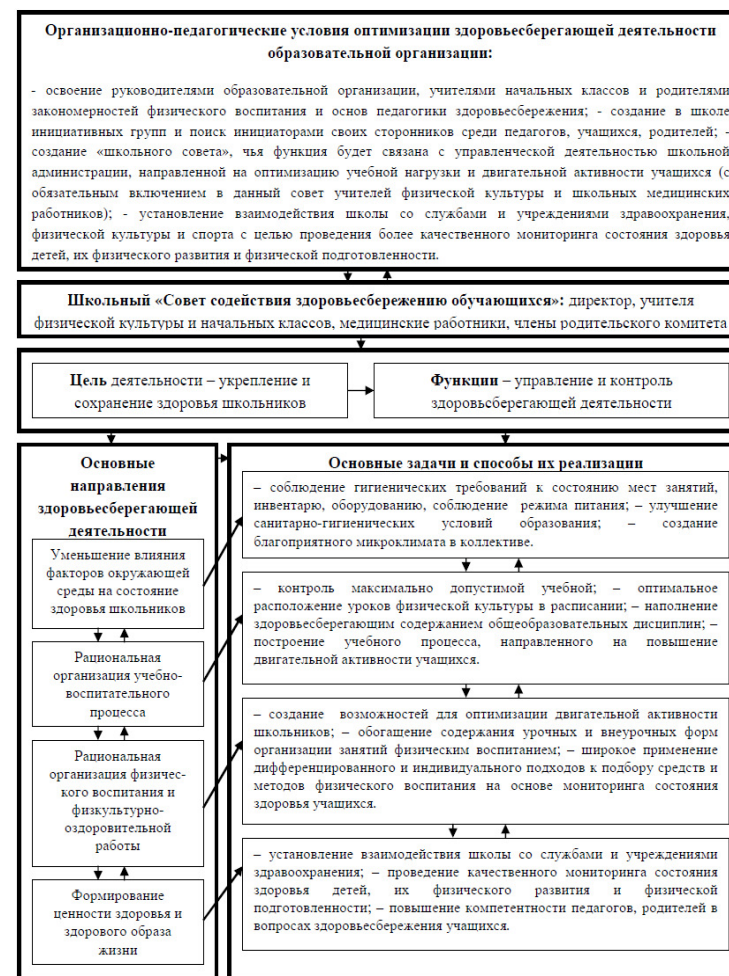 Организационно-педагогические условия оптимизации здоровьесберегающей деятельности
образовательной организации:
- освоение руководителями образовательной организации, учителями начальных классов и родителями
закономерностей физического воспитания и основ педагогики здоровьесбережения; - создание в школе
инициативных групп и поиск инициаторами своих сторонников среди педагогов, учащихся, родителей; -
создание «школьного совета», чья функция будет связана с управленческой деятельностью школьной
администрации, направленной на оптимизацию учебной нагрузки и двигательной активности учащихся (с
обязательным включением в данный совет учителей физической культуры и школьных медицинских
работников); - установление взаимодействия школы со службами и учреждениями здравоохранения,
физической культуры и спорта с целью проведения более качественного мониторинга состояния здоровья
детей, их физического развития и физической подготовленности.
Школьный «Совет содействия здоровьесбережению обучающихся»: директор, учителя
физической культуры и начальных классов, медицинские работники, члены родительского комитета
Цель деятельности – укрепление и
сохранение здоровья школьников
Функции – управление и контроль
здоровьсберегающей деятельности
Основные
направления
здоровьесберегающей
деятельности
Уменьшение влияния
факторов окружающей
среды на состояние
здоровья школьников
Рациональная
организация учебно-
воспитательного
процесса
Рациональная
организация физичес-
кого воспитания и
физкультурно-
оздоровительной
работы
Формирование
ценности здоровья и
здорового образа
жизни
Основные задачи и способы их реализации
– соблюдение гигиенических требований к состоянию мест занятий,
инвентарю, оборудованию, соблюдение режима питания; – улучшение
санитарно-гигиенических условий образования; – создание
благоприятного микроклимата в коллективе.
– контроль максимально допустимой учебной; – оптимальное
расположение уроков физической культуры в расписании; – наполнение
здоровьесберегающим содержанием общеобразовательных дисциплин; –
построение учебного процесса, направленного на повышение
двигательной активности учащихся.
– создание возможностей для оптимизации двигательной активности
школьников; – обогащение содержания урочных и внеурочных форм
организации занятий физическим воспитанием; – широкое применение
дифференцированного и индивидуального подходов к подбору средств и
методов физического воспитания на основе мониторинга состояния
здоровья учащихся.
– установление взаимодействия школы со службами и учреждениями
здравоохранения; – проведение качественного мониторинга состояния
здоровья детей, их физического развития и физической
подготовленности; – повышение компетентности педагогов, родителей в
вопросах здоровьесбережения учащихся.